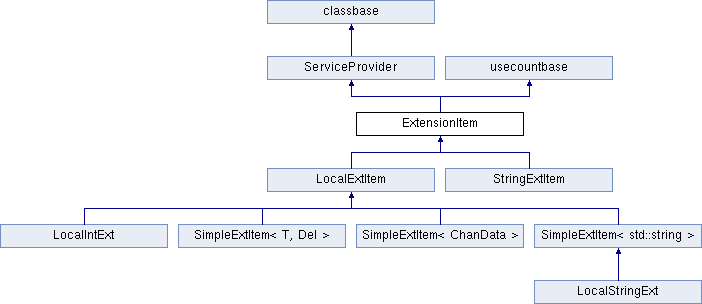 classbase
ServiceProvider
usecountbase
ExtensionItem
LocalExtItem
StringExtItem
LocalIntExt
SimpleExtItem< T, Del >
SimpleExtItem< ChanData >
SimpleExtItem< std::string >
LocalStringExt